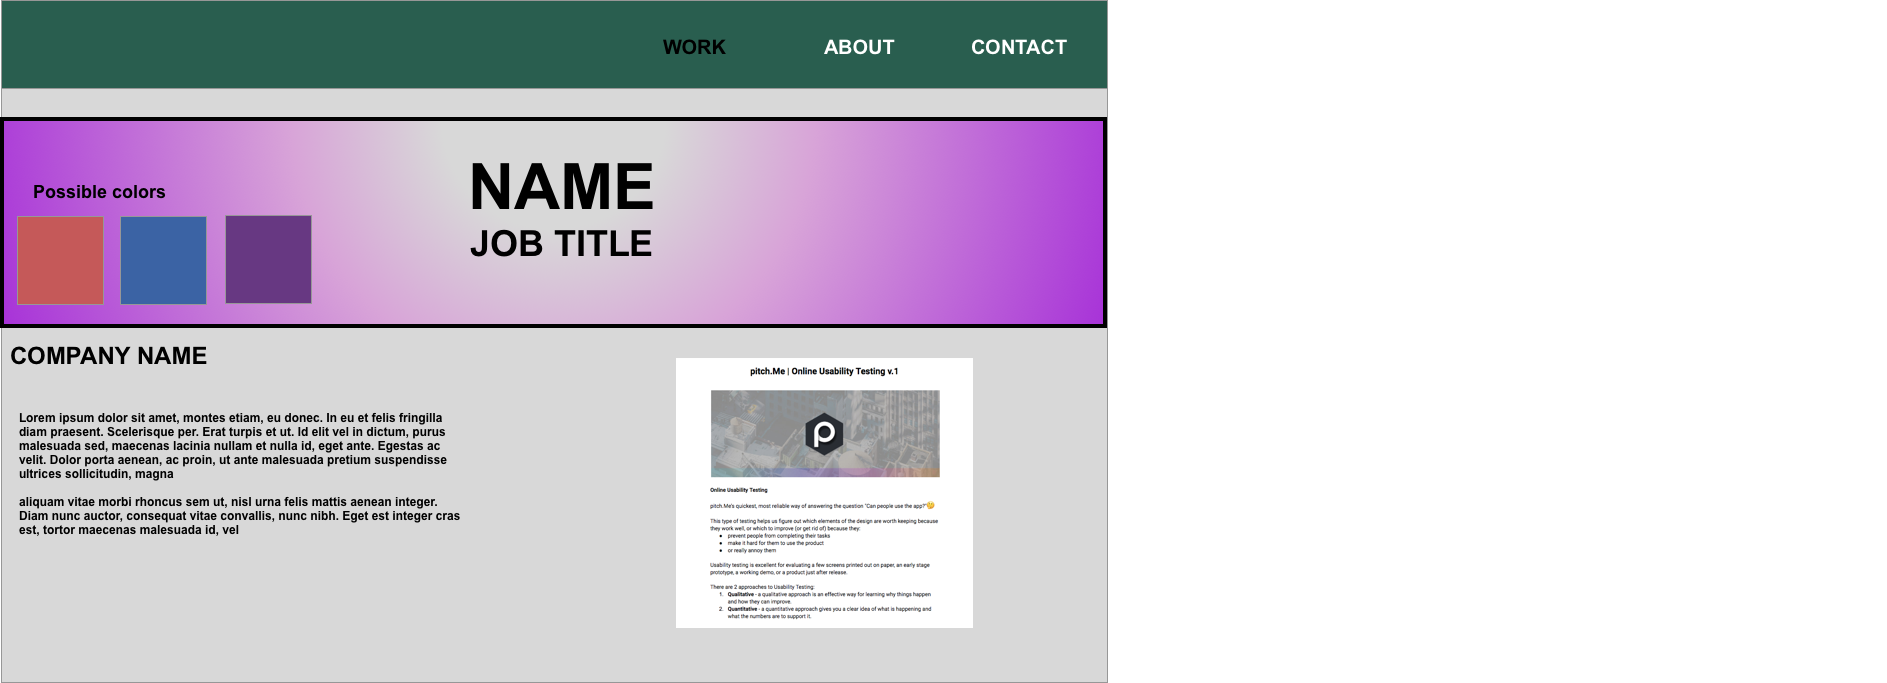 WORK ABOUT CONTACT
NAME
JOB TITLE
Possible colors
COMPANY NAME
Lorem ipsum dolor sit amet, montes etiam, eu donec. In eu et felis fringilla
diam praesent. Scelerisque per. Erat turpis et ut. Id elit vel in dictum, purus
malesuada sed, maecenas lacinia nullam et nulla id, eget ante. Egestas ac
velit. Dolor porta aenean, ac proin, ut ante malesuada pretium suspendisse
ultrices sollicitudin, magna
aliquam vitae morbi rhoncus sem ut, nisl urna felis mattis aenean integer.
Diam nunc auctor, consequat vitae convallis, nunc nibh. Eget est integer cras
est, tortor maecenas malesuada id, vel
pitch.Me | Online Usability Testing v.1
Online Usability Testing
pitch.Me's quickest, most reliable way of answering the question "Can people use the app?"🤔
This type of testing helps us figure out which elements of the design are worth keeping because
they work well, or which to improve (or get rid of) because they:
● prevent people from completing their tasks
● make it hard for them to use the product
● or really annoy them
Usability testing is excellent for evaluating a few screens printed out on paper, an early stage
prototype, a working demo, or a product just after release.
There are 2 approaches to Usability Testing:
1. Qualitative - a qualitative approach is an effective way for learning why things happen
and how they can improve.
2. Quantitative - a quantitative approach gives you a clear idea of what is happening and
what the numbers are to support it.